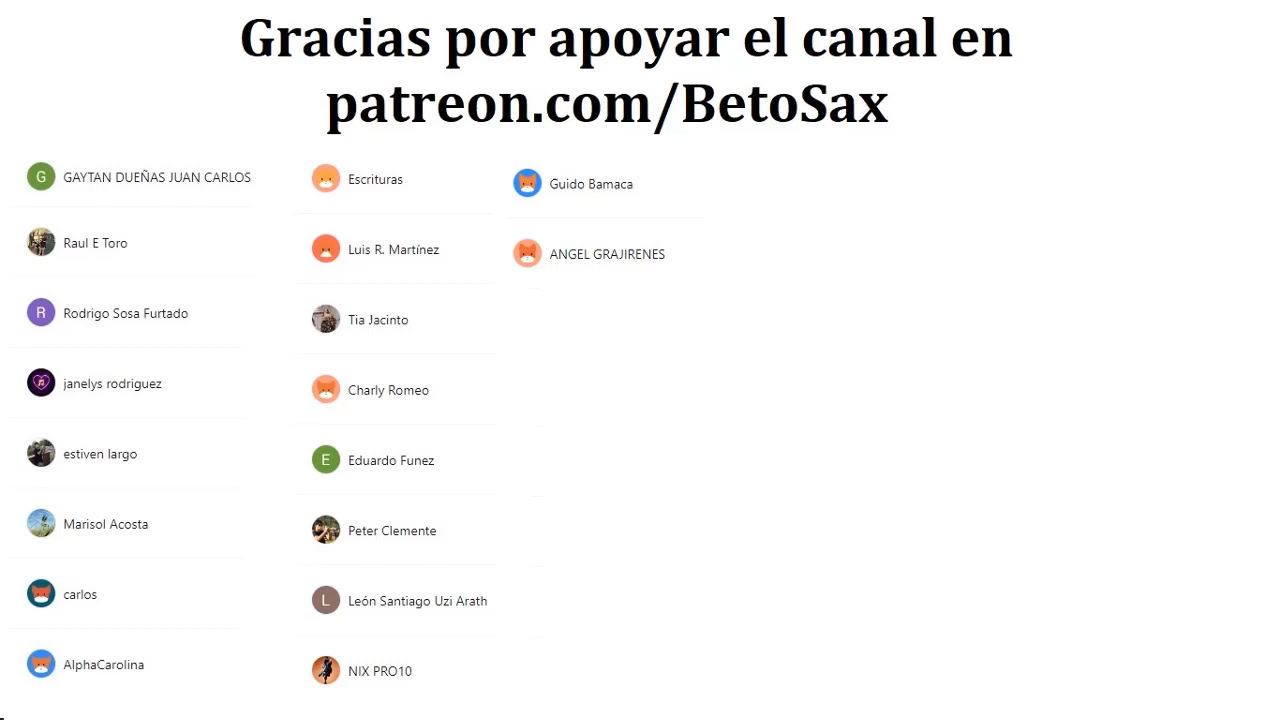 Gracias por apoyar el canal en
patreon.com/BetoSax
G
GAYTAN DUEÑAS JUAN CARLOS
Raul E Toro
R
Rodrigo Sosa Furtado
janelys rodriguez
estiven largo
Marisol Acosta
carlos
AlphaCarolina
Escrituras
Luis R. Martínez
Tia Jacinto
Charly Romeo
E
Eduardo Funez
Peter Clemente
L
León Santiago Uzi Arath
NIX PRO10
Guido Bamaca
ANGEL GRAJIRENES